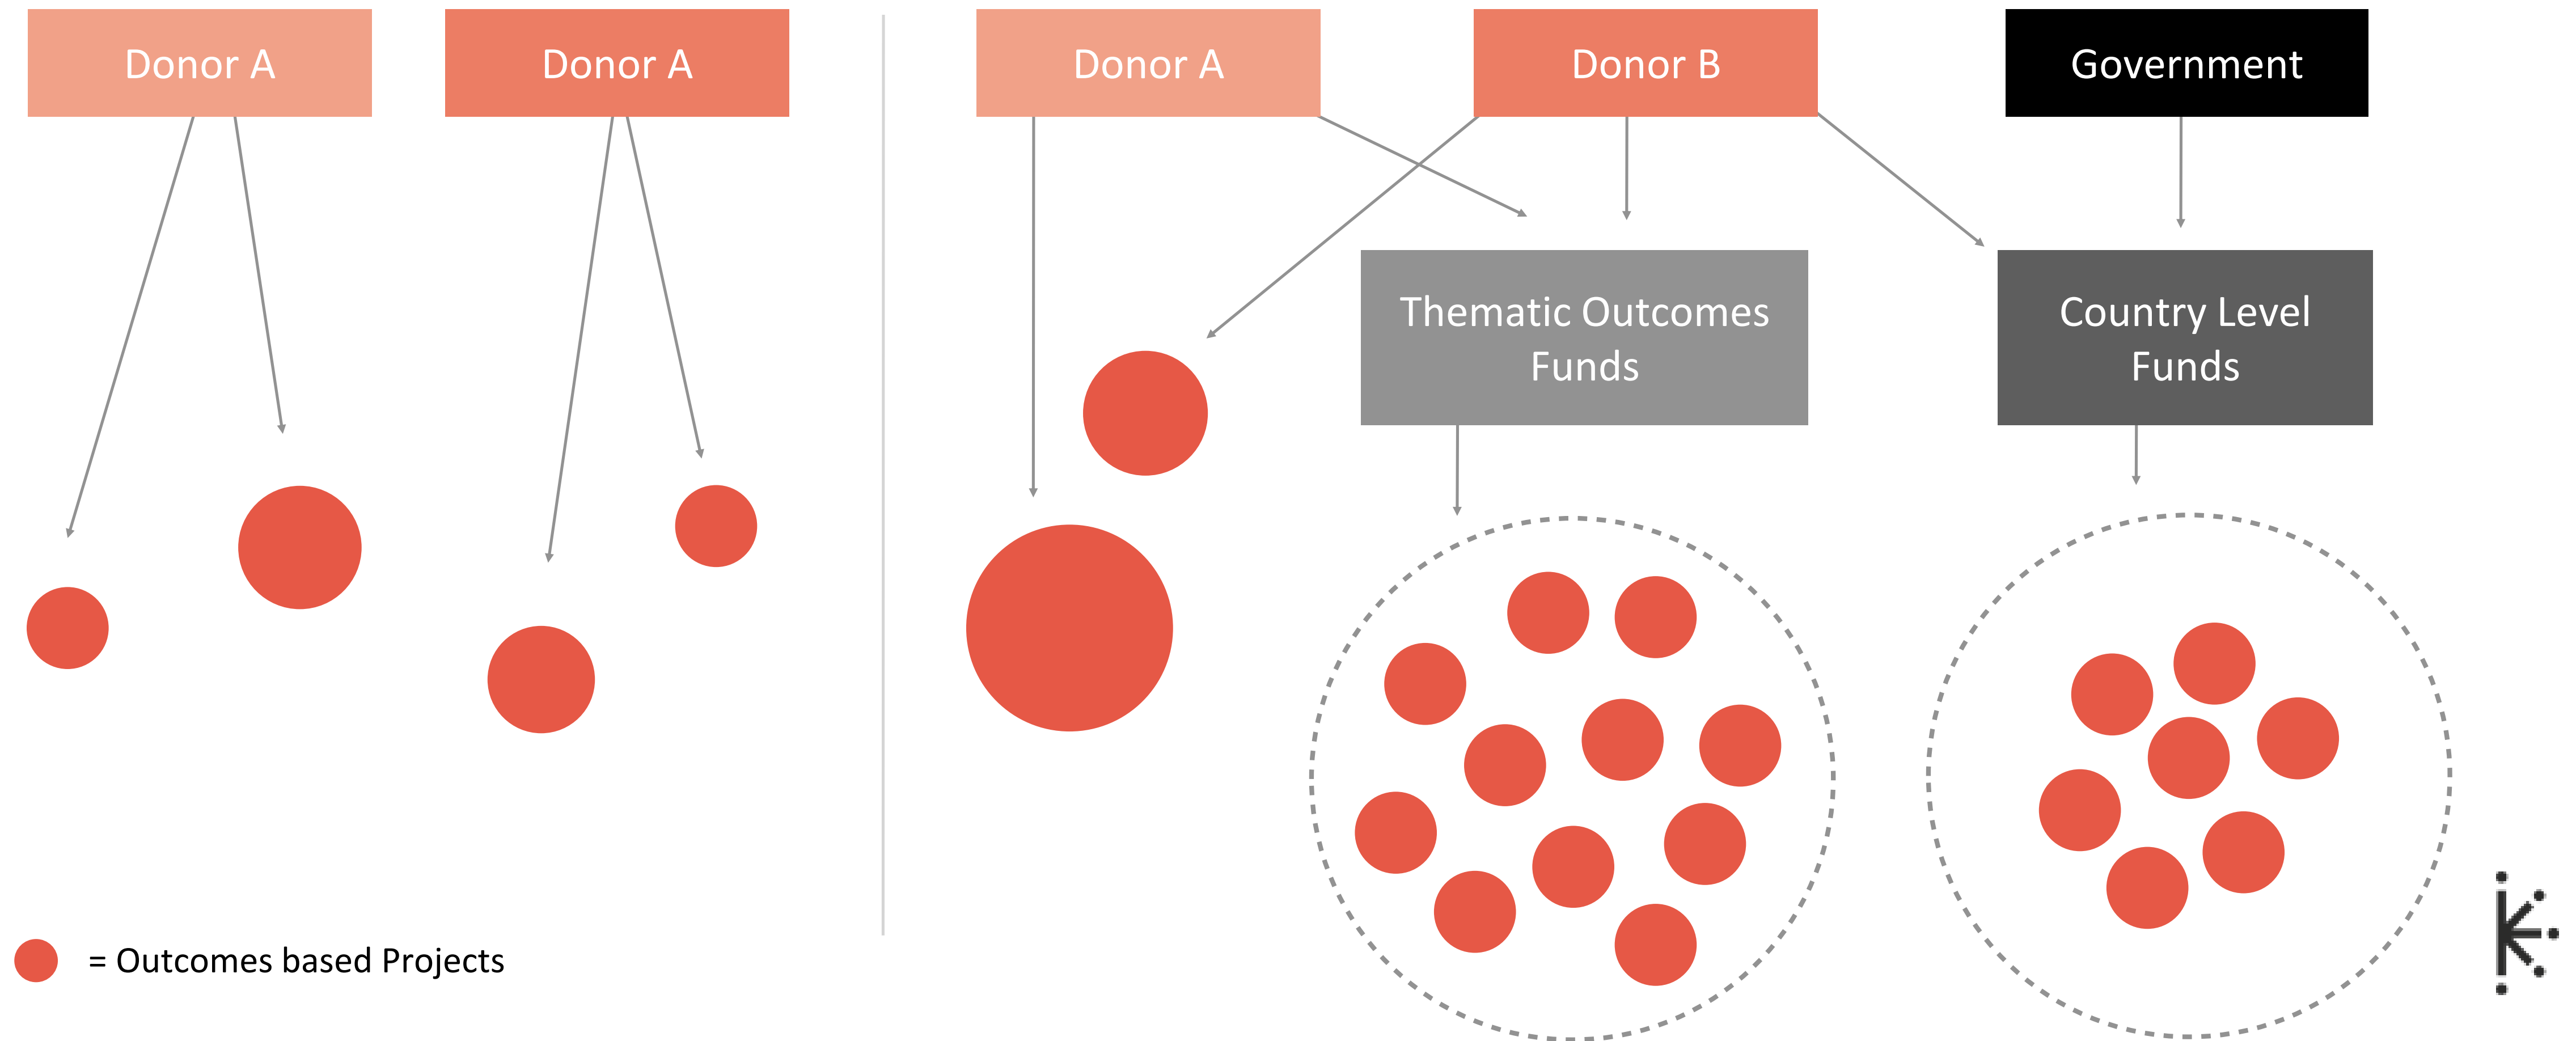 Donor A
Donor A
Donor A
Donor B
Government
Thematic Outcomes
Funds
Country Level
Funds
= Outcomes based Projects